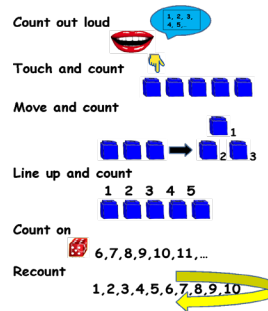 Count out loud
1, 2, 3,
4, 5,..
Touch and count
Move and count
1
2 3
Line up and count
1 2 3 4 5
Count on
6,7,8,9,10,11,…
Recount
1,2,3,4,5,6,7,8,9,10